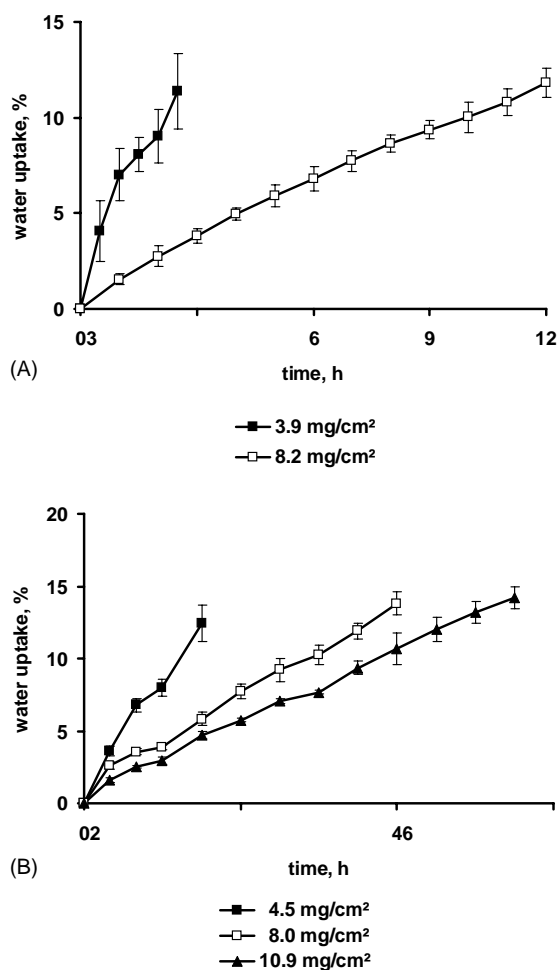 15
10
5
0
water uptake, %
03 6 9 12
time, h
(A)
3.9 mg/cm²
8.2 mg/cm²
20
15
10
5
0
water uptake, %
02 46
time, h
(B)
4.5 mg/cm²
8.0 mg/cm²
10.9 mg/cm²